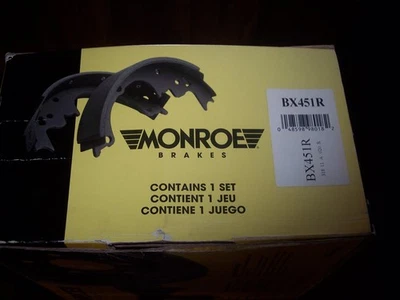 MONROE
BRAKES
CONTAINS 1 SET
CONTIENT 1 JEU
CONTIENE 1 JUEGO
BX451R
BX451R